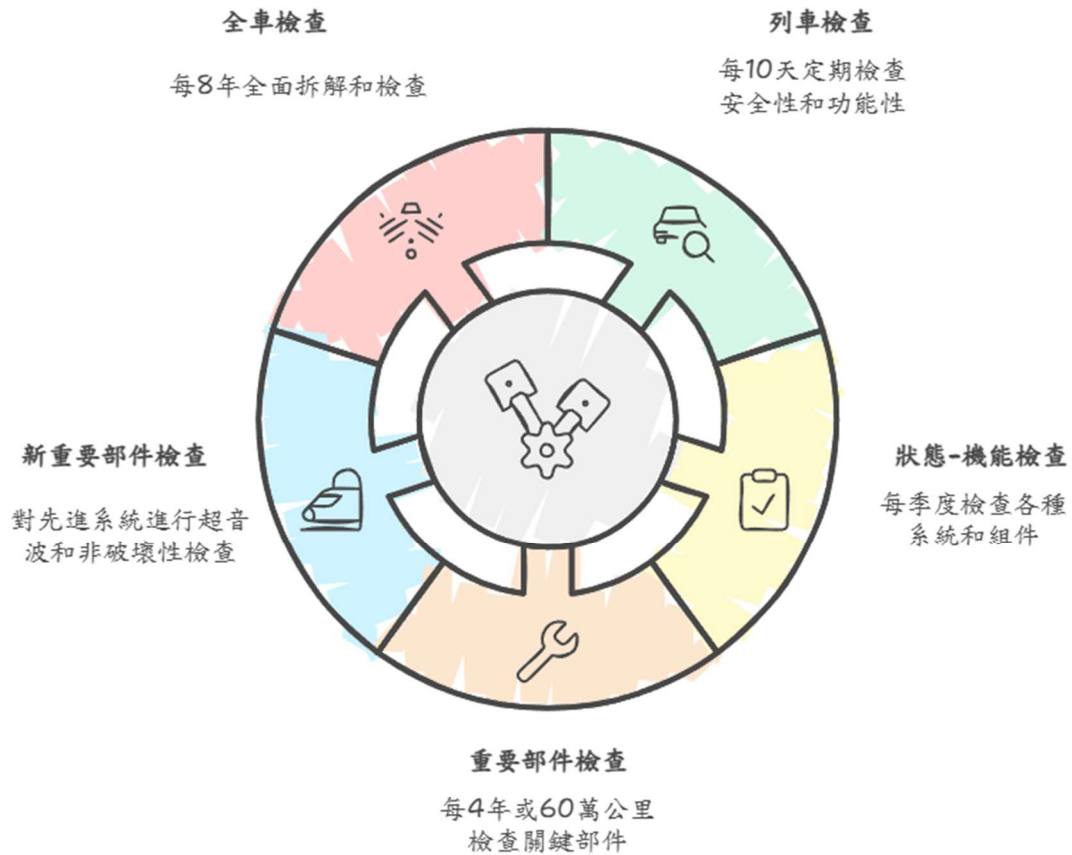 全車檢查
每8年全面拆解和檢查
列車檢查
每10天定期檢查
安全性和功能性
新重要部件檢查
對先進系統進行超音
波和非破壞性檢查
狀態-機能檢查
每季度檢查各種
系統和組件
重要部件檢查
每4年或60萬公里
檢查關鍵部件